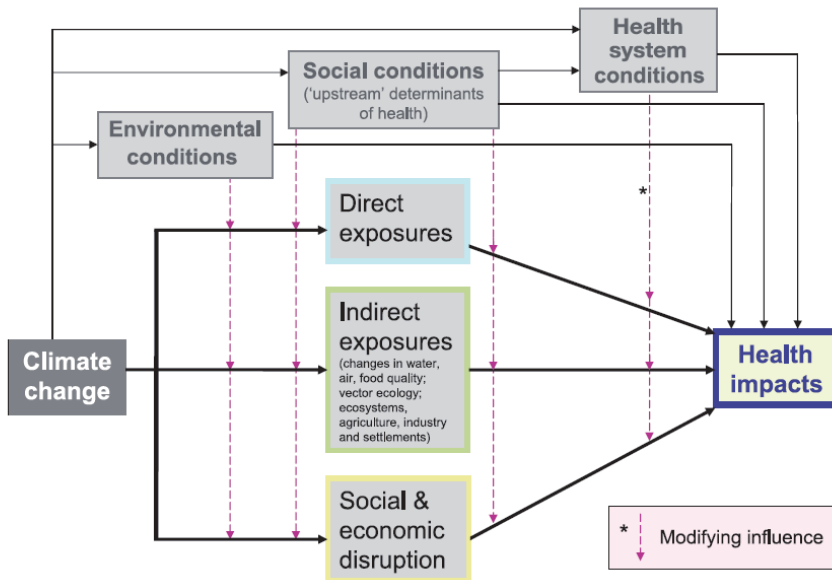 Health
system
conditions
Social conditions
(‘upstream’ determinants
of health)
Environmental
conditions
*
Direct
exposures
Indirect
exposures
(changes in water,
air, food quality;
vector ecology;
ecosystems,
agriculture, industry
and settlements)
Climate
change
Health
impacts
Social &
economic
disruption
* Modifying influence